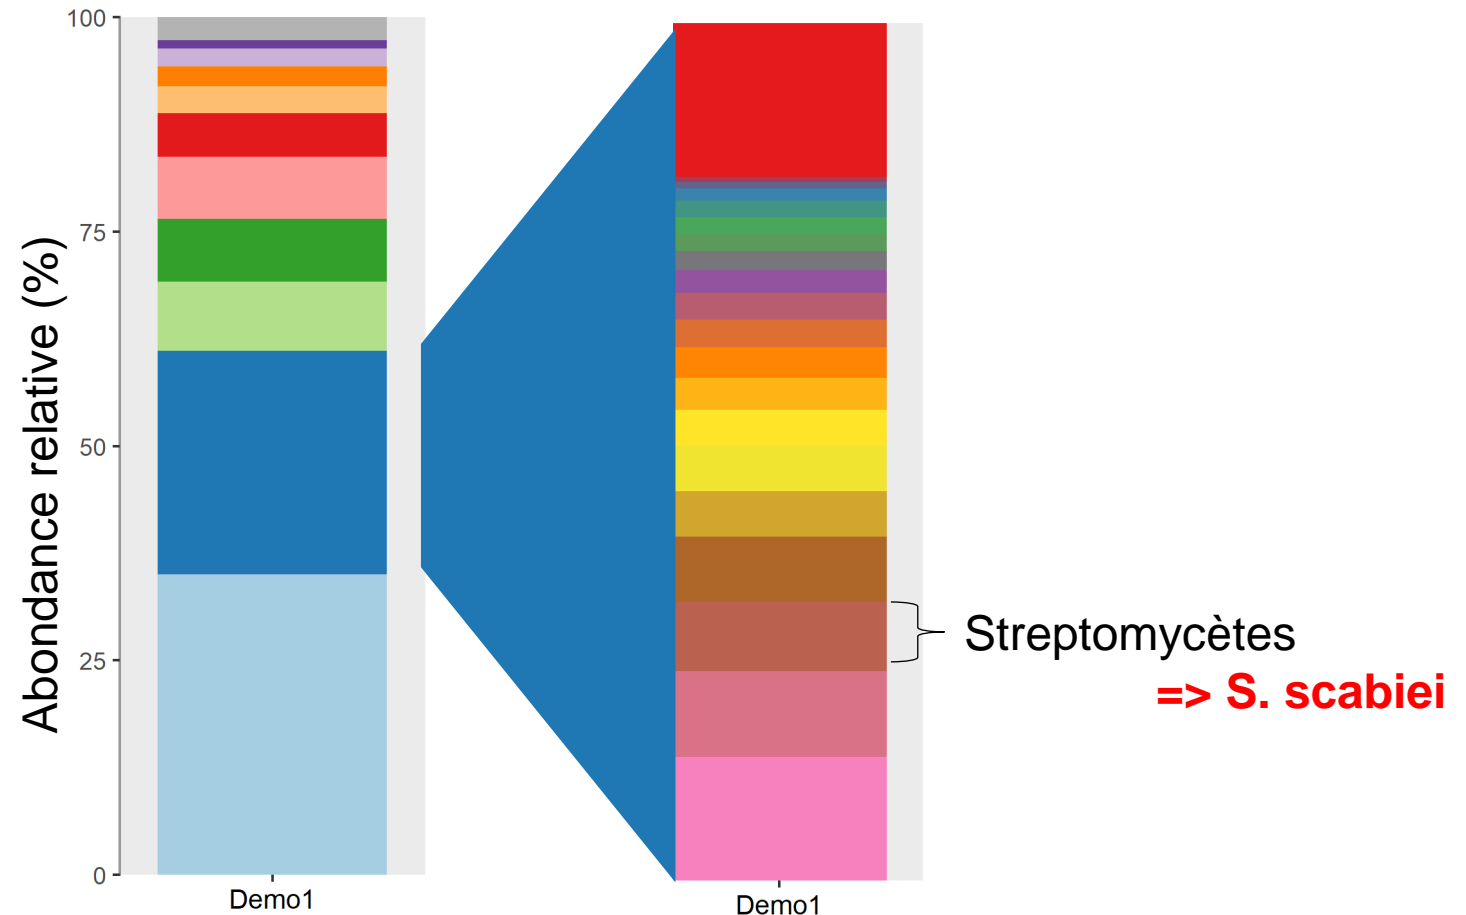 Abondance relative (%)
100
75
50
25
0
Demo1
Demo1
Streptomycètes
=> S. scabiei